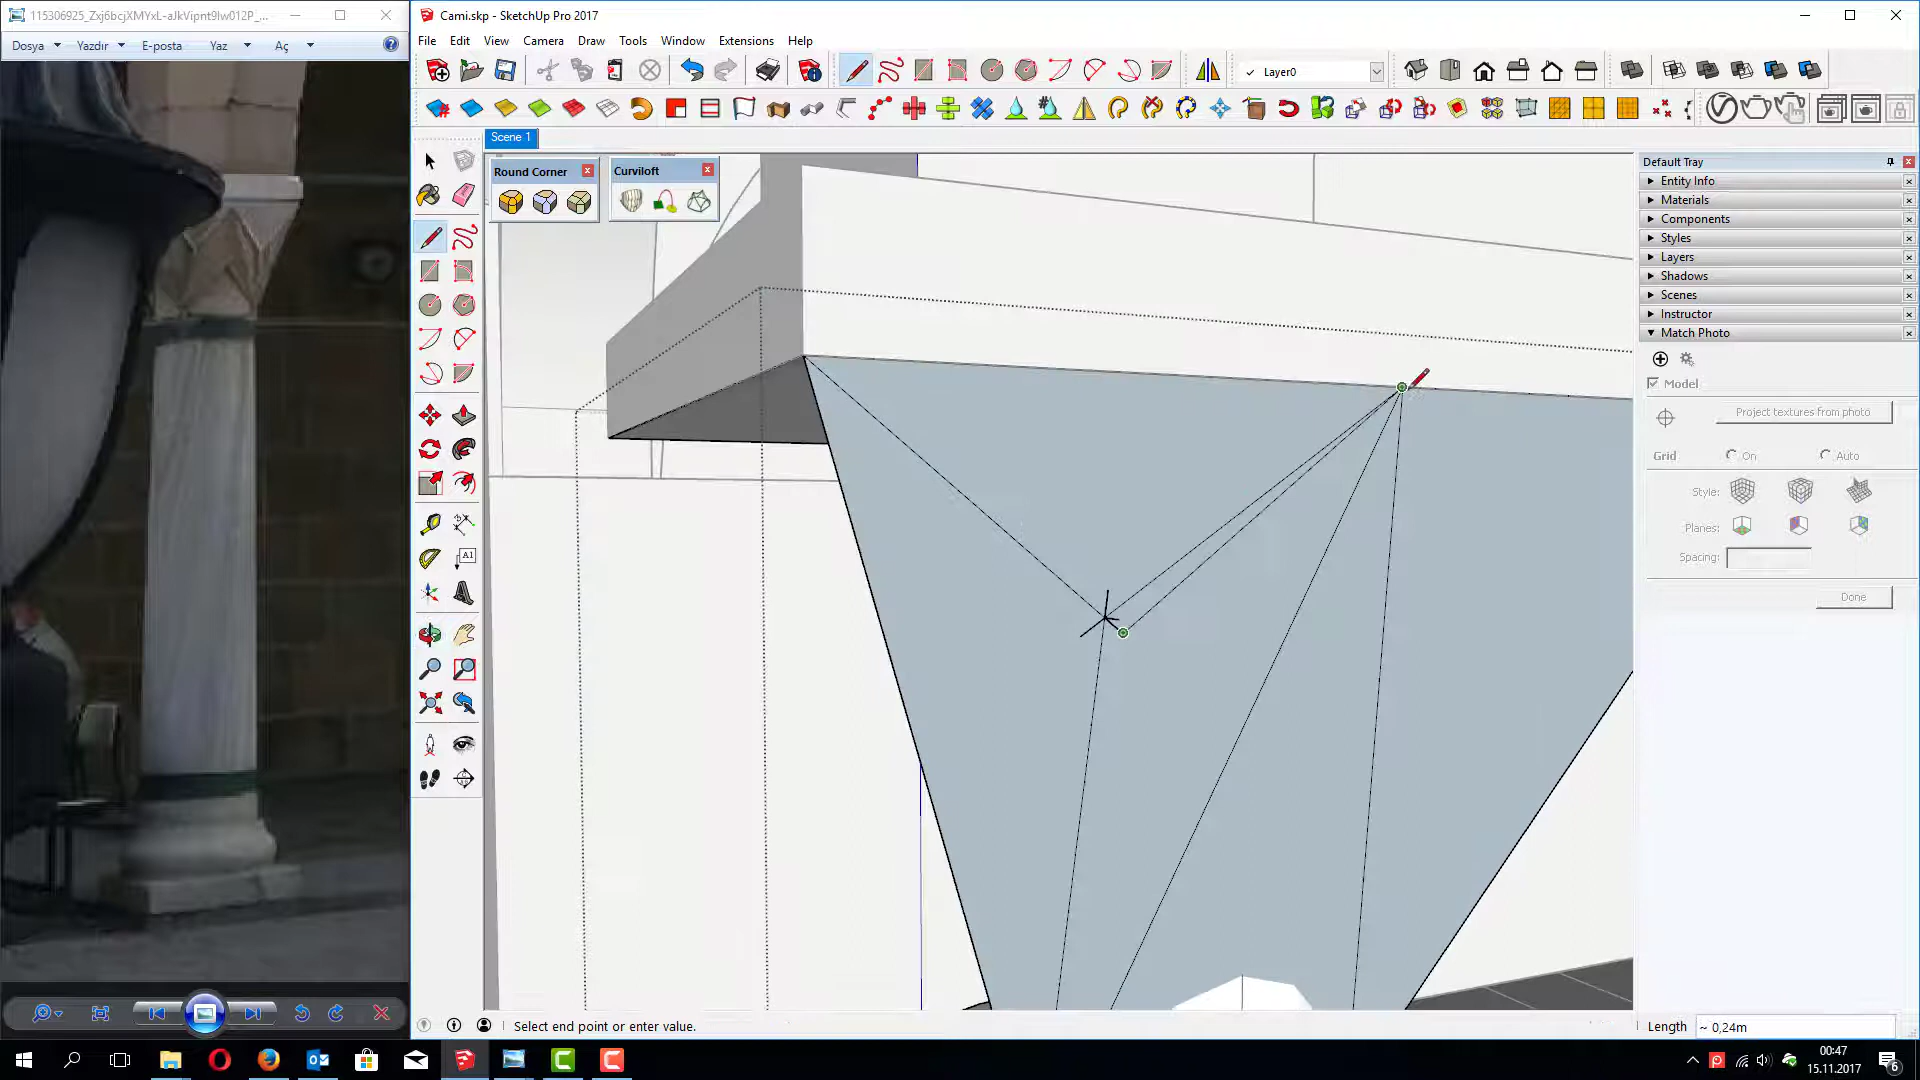 115306925_Zxj6bcjXMYxL-aJkVipnt9Iw012P_...
Dosya
Yazdır
E-posta
Yaz
Aç
Cami.skp - SketchUp Pro 2017
File Edit View Camera Draw Tools Window Extensions Help
Layer0
Scene 1
Round Corner
Curviloft
A1
Default Tray
Entity Info
Materials
Components
Styles
Layers
Shadows
Scenes
Instructor
Match Photo
Model
Project textures from photo
Grid On Auto
Style:
Planes:
Spacing:
Done
Select end point or enter value.
Length ~ 0,24m
00:47
15.11.2017
6